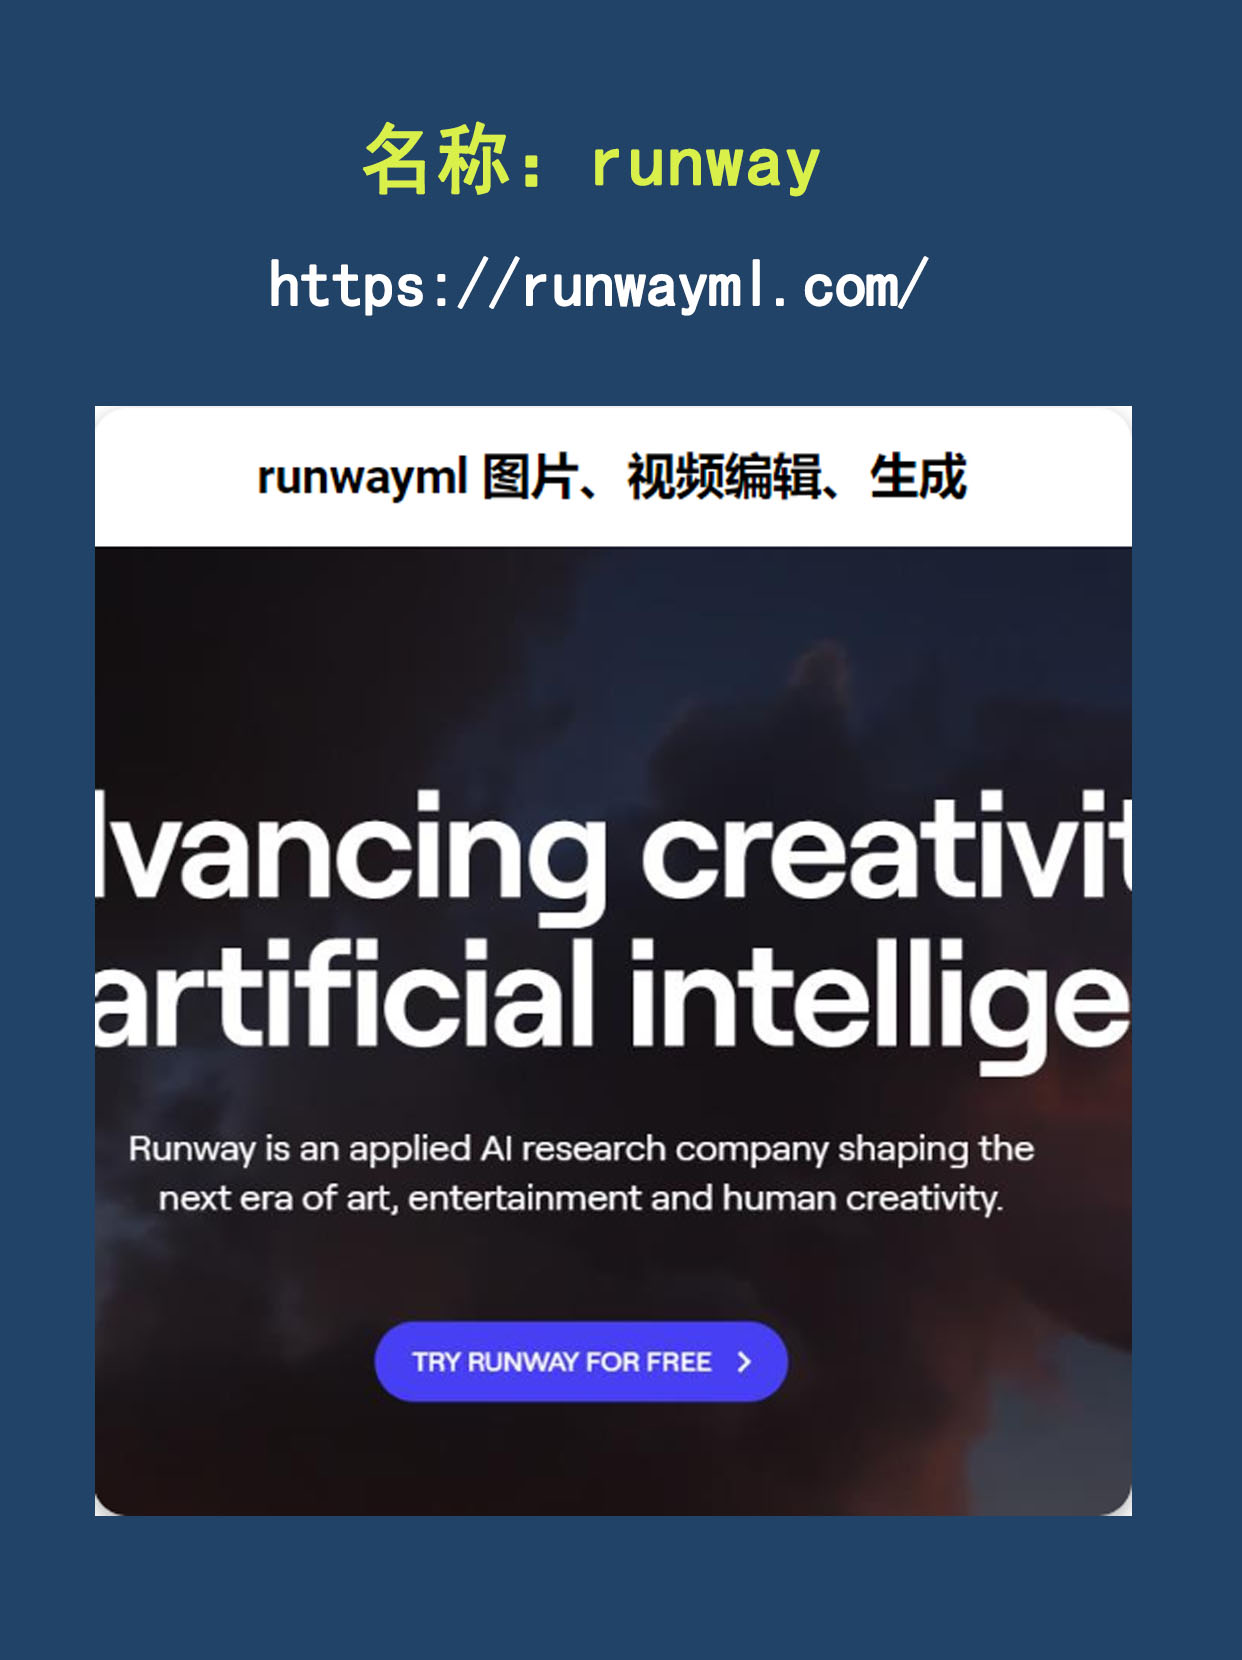 名称：runway
https://runwayml.com/
runwayml 图片、视频编辑、生成
dvancing creativit
artificial intellige
Runway is an applied AI research company shaping the
next era of art, entertainment and human creativity.
TRY RUNWAY FOR FREE